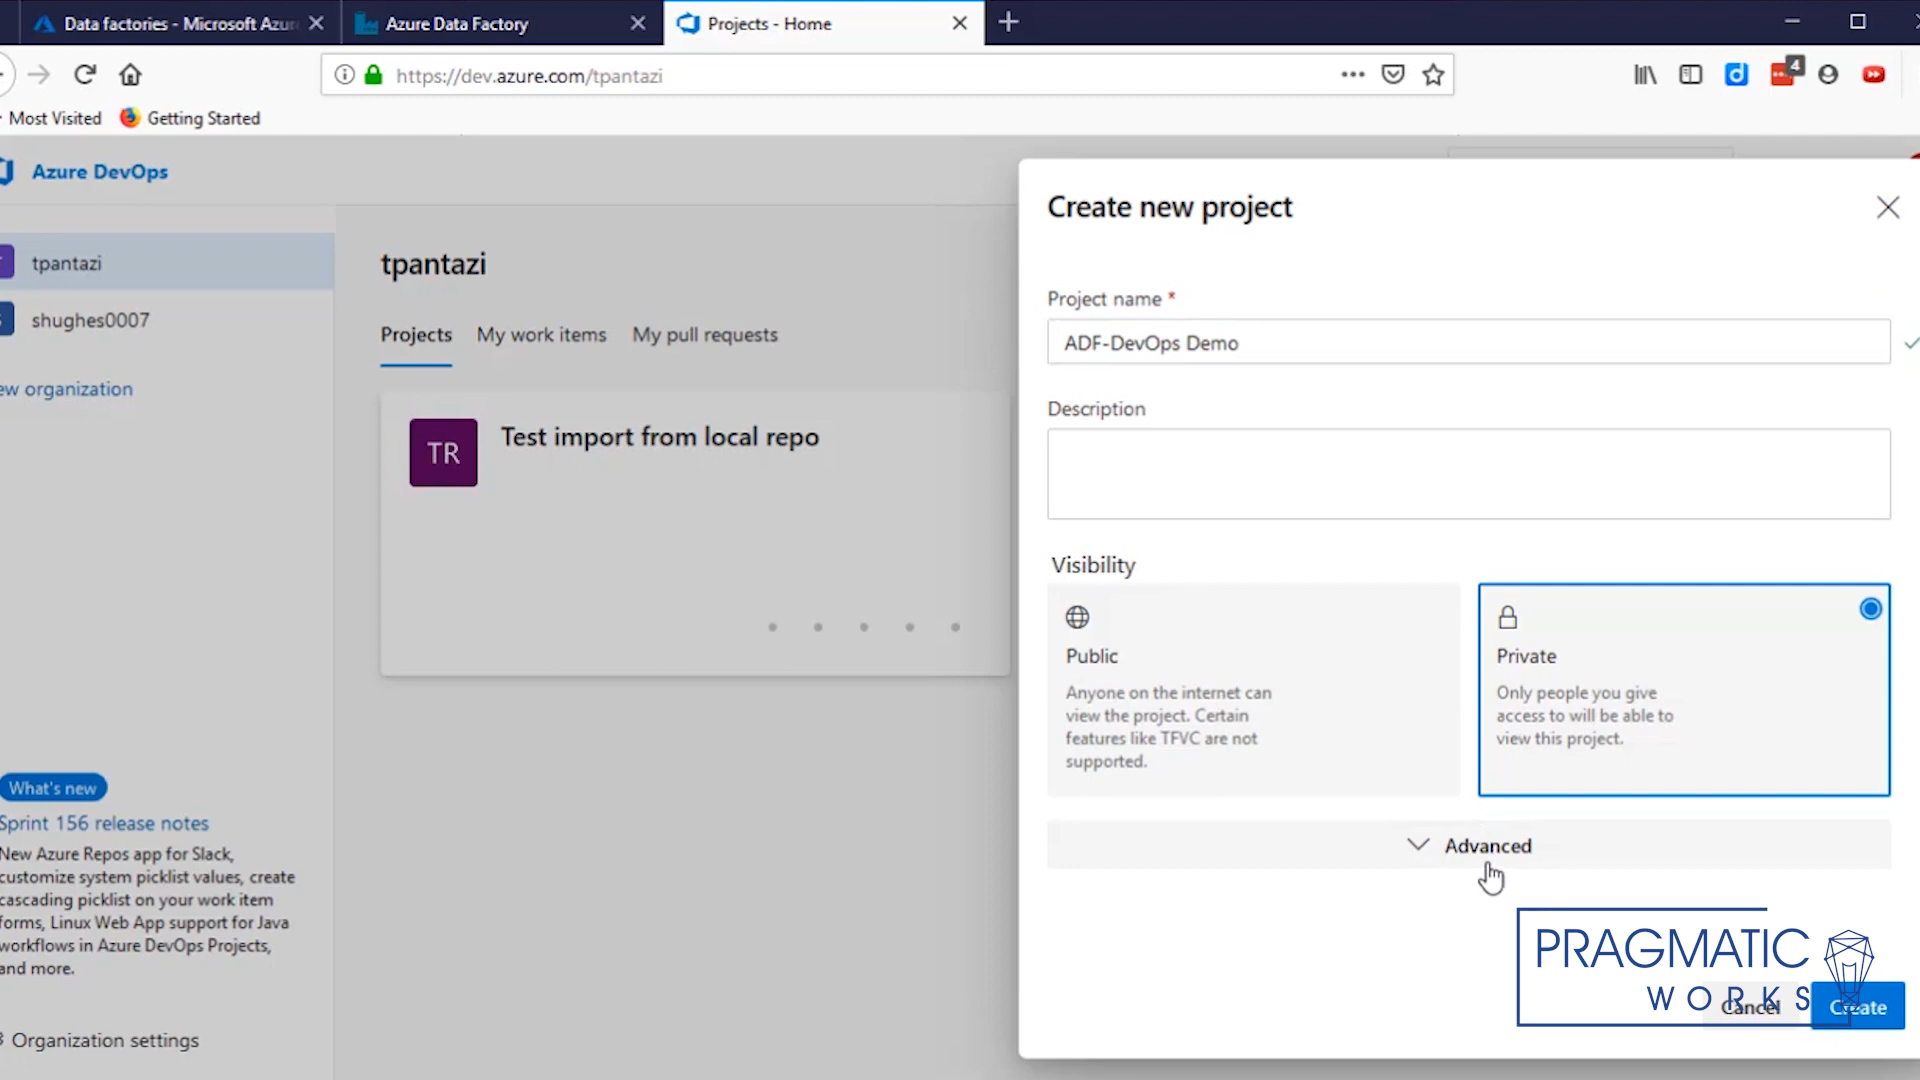 Data factories - Microsoft Azur
Azure Data Factory
Projects - Home
https://dev.azure.com/tpantazi
4
Most Visited
Getting Started
Azure DevOps
tpantazi
shughes0007
ew organization
What's new
Sprint 156 release notes
New Azure Repos app for Slack,
customize system picklist values, create
cascading picklist on your work item
forms, Linux Web App support for Java
workflows in Azure DevOps Projects,
and more.
Organization settings
tpantazi
Projects
My work items
My pull requests
TR
Test import from local repo
Create new project
Project name *
ADF-DevOps Demo
Description
Visibility
Public
Anyone on the internet can
view the project. Certain
features like TFVC are not
supported.
Private
Only people you give
access to will be able to
view this project.
Advanced
PRAGMATIC
WORKS
Cancel
Create